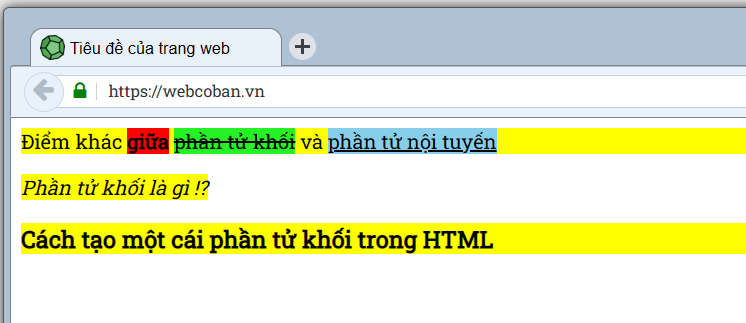 Tiêu đề của trang web
https://webcoban.vn
Điểm khác giữa phần tử khối và phần tử nội tuyến
Phần tử khối là gì !?
Cách tạo một cái phần tử khối trong HTML